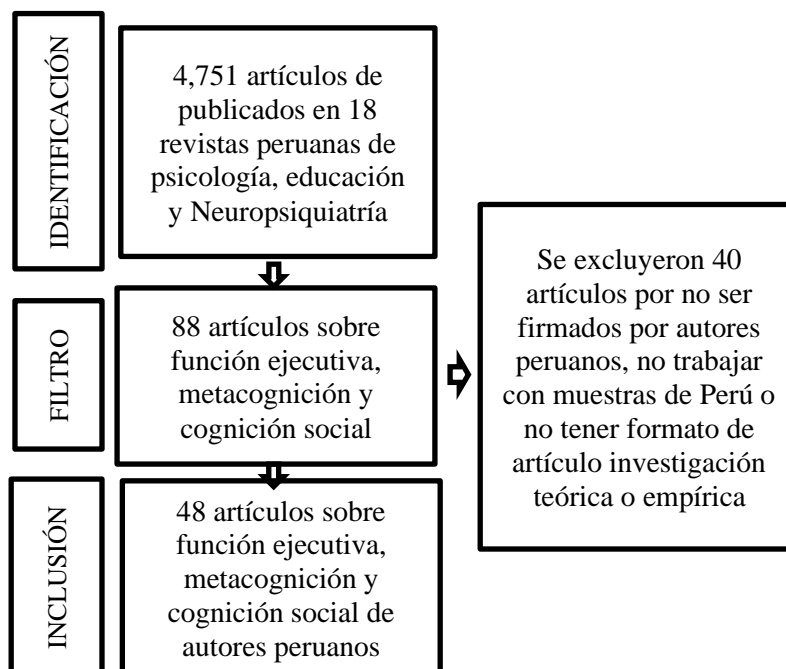 IDENTIFICACIÓN
4,751 artículos de
publicados en 18
revistas peruanas de
psicología, educación
y Neuropsiquiatría
FILTRO
88 artículos sobre
función ejecutiva,
metacognición y
cognición social
Se excluyeron 40
artículos por no ser
firmados por autores
peruanos, no trabajar
con muestras de Perú o
no tener formato de
artículo investigación
teórica o empírica
INCLUSIÓN
48 artículos sobre
función ejecutiva,
metacognición y
cognición social de
autores peruanos